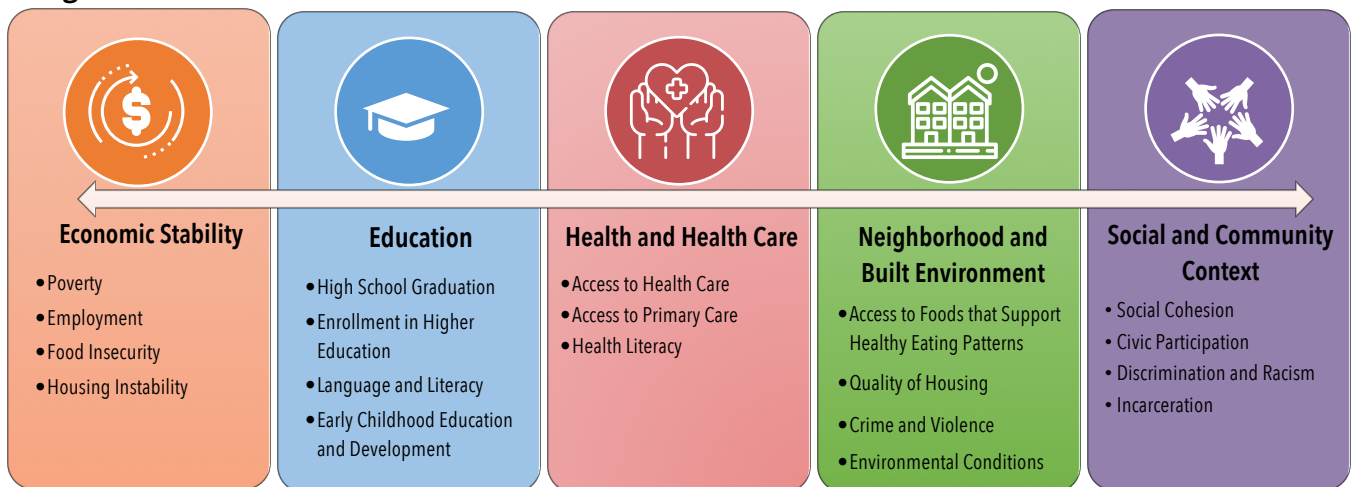 $
Economic Stability
•Poverty
•Employment
•Food Insecurity
•Housing Instability
Education
•High School Graduation
•Enrollment in Higher
Education
•Language and Literacy
•Early Childhood Education
and Development
Health and Health Care
•Access to Health Care
•Access to Primary Care
•Health Literacy
Neighborhood and
Built Environment
•Access to Foods that Support
Healthy Eating Patterns
•Quality of Housing
•Crime and Violence
•Environmental Conditions
Social and Community
Context
• Social Cohesion
• Civic Participation
• Discrimination and Racism
• Incarceration